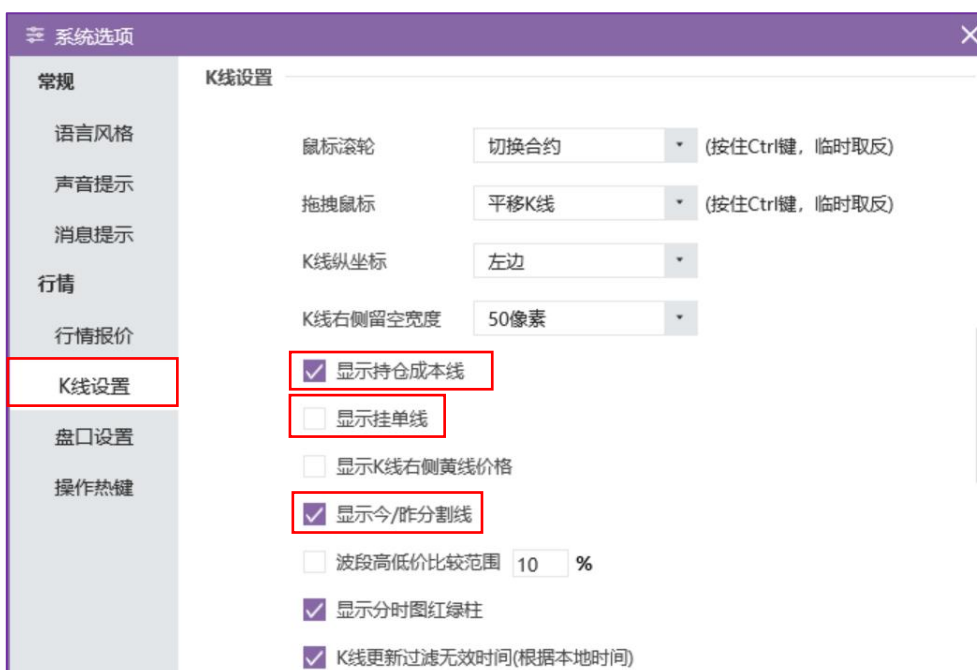 系统选项
常规
语言风格
声音提示
消息提示
行情
行情报价
K线设置
盘口设置
操作热键
K线设置
鼠标滚轮 切换合约 (按住Ctrl键，临时取反)
拖拽鼠标 平移K线 (按住Ctrl键，临时取反)
K线纵坐标 左边
K线右侧留空宽度 50像素
显示持仓成本线
显示挂单线
显示K线右侧黄线价格
显示今/昨分割线
波段高低价比较范围 10 %
显示分时图红绿柱
K线更新过滤无效时间(根据本地时间)